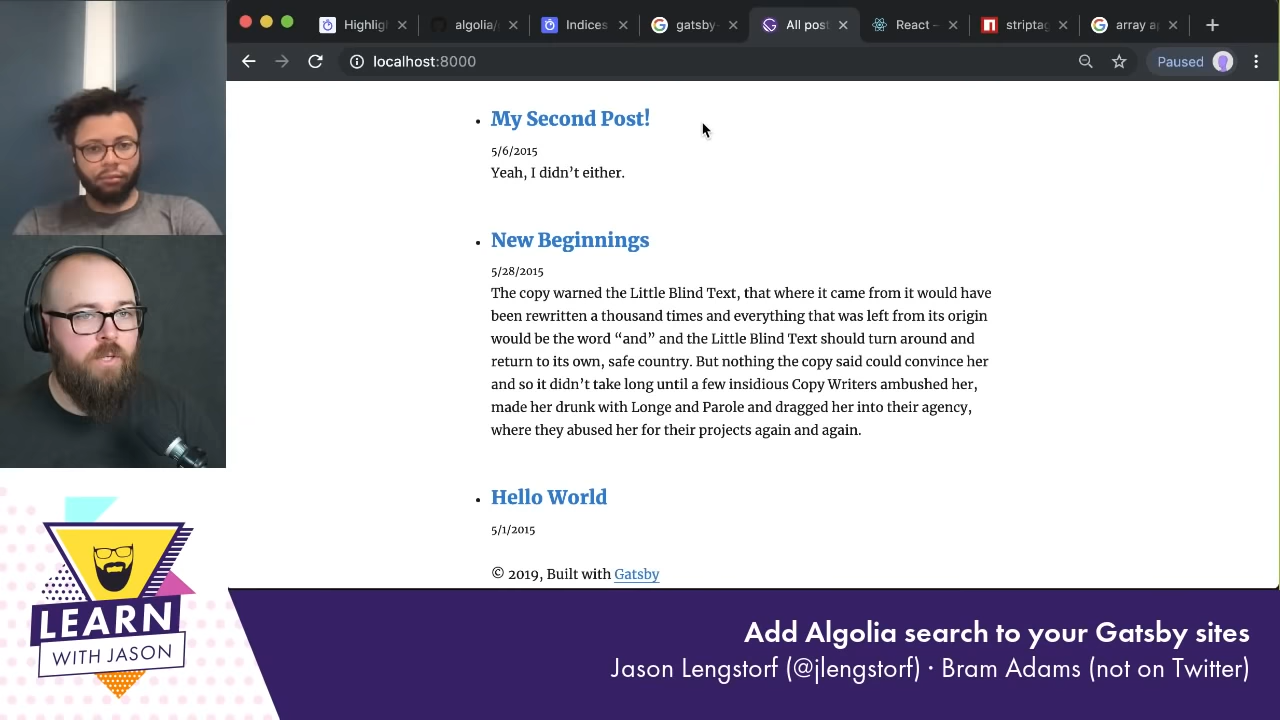 Highlig
algolia/
Indices
gatsby-
All post
React –
stripta
array a
localhost:8000
Paused
My Second Post!
5/6/2015
Yeah, I didn’t either.
New Beginnings
5/28/2015
The copy warned the Little Blind Text, that where it came from it would have
been rewritten a thousand times and everything that was left from its origin
would be the word “and” and the Little Blind Text should turn around and
return to its own, safe country. But nothing the copy said could convince her
and so it didn’t take long until a few insidious Copy Writers ambushed her,
made her drunk with Longe and Parole and dragged her into their agency,
where they abused her for their projects again and again.
Hello World
5/1/2015
© 2019, Built with Gatsby
LEARN
WITH JASON
Add Algolia search to your Gatsby sites
Jason Lengstorf (@jlengstorf) · Bram Adams (not on Twitter)